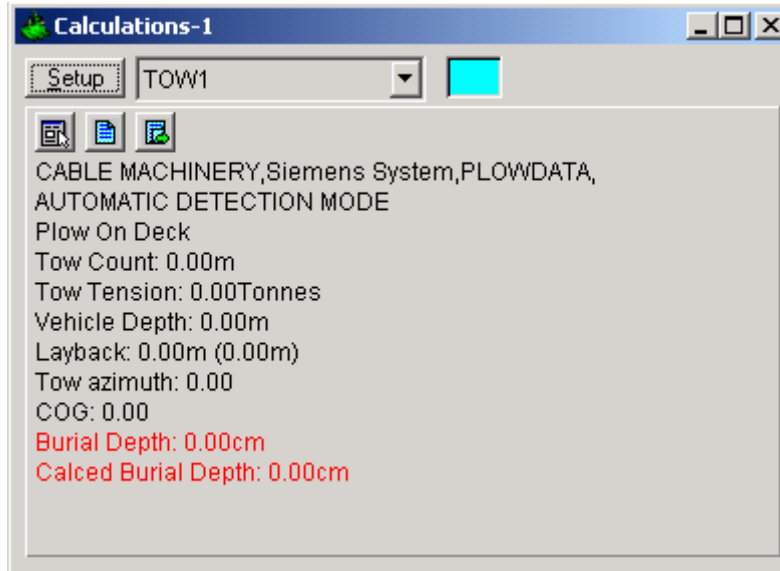 Calculations-1
Setup TOW1
CABLE MACHINERY,Siemens System,PLOWDATA,
AUTOMATIC DETECTION MODE
Plow On Deck
Tow Count: 0.00m
Tow Tension: 0.00Tonnes
Vehicle Depth: 0.00m
Layback: 0.00m (0.00m)
Tow azimuth: 0.00
COG: 0.00
Burial Depth: 0.00cm
Calced Burial Depth: 0.00cm